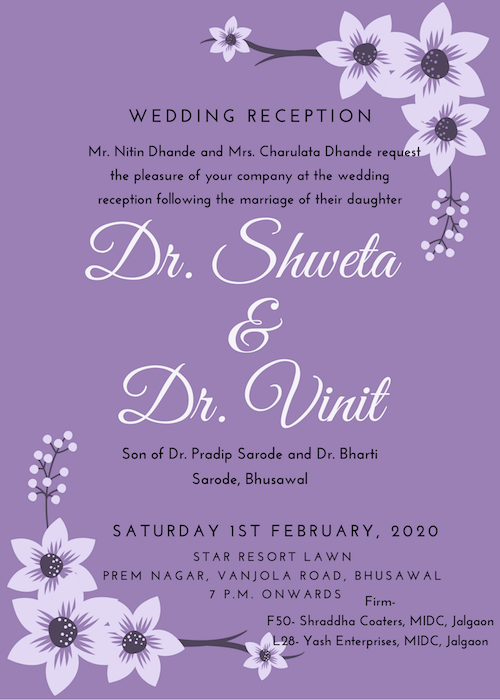 WEDDING RECEPTION
Mr. Nitin Dhande and Mrs. Charulata Dhande request
the pleasure of your company at the wedding
reception following the marriage of their daughter
Dr. Shweta
&
Dr. Vinit
Son of Dr. Pradip Sarode and Dr. Bharti
Sarode, Bhusawal
SATURDAY 1ST FEBRUARY, 2020
STAR RESORT LAWN
PREM NAGAR, VANJOLA ROAD, BHUSAWAL
7 P.M. ONWARDS
Firm-
F50- Shraddha Coaters, MIDC, Jalgaon
L28- Yash Enterprises, MIDC, Jalgaon